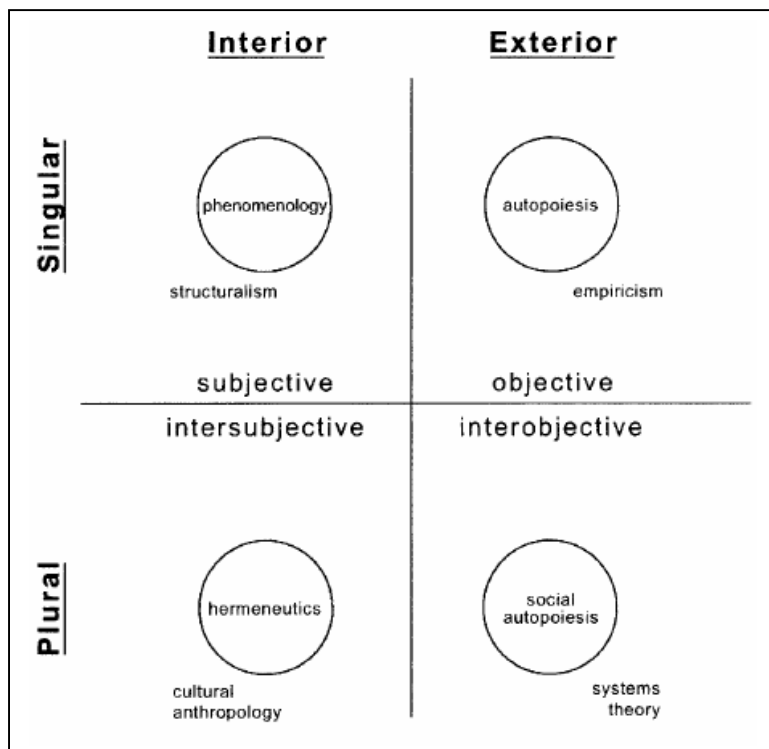 Interior
Exterior
Singular
phenomenology
autopoiesis
structuralism
empiricism
subjective
objective
intersubjective
interobjective
Plural
hermeneutics
social
autopoiesis
cultural
anthropology
systems
theory